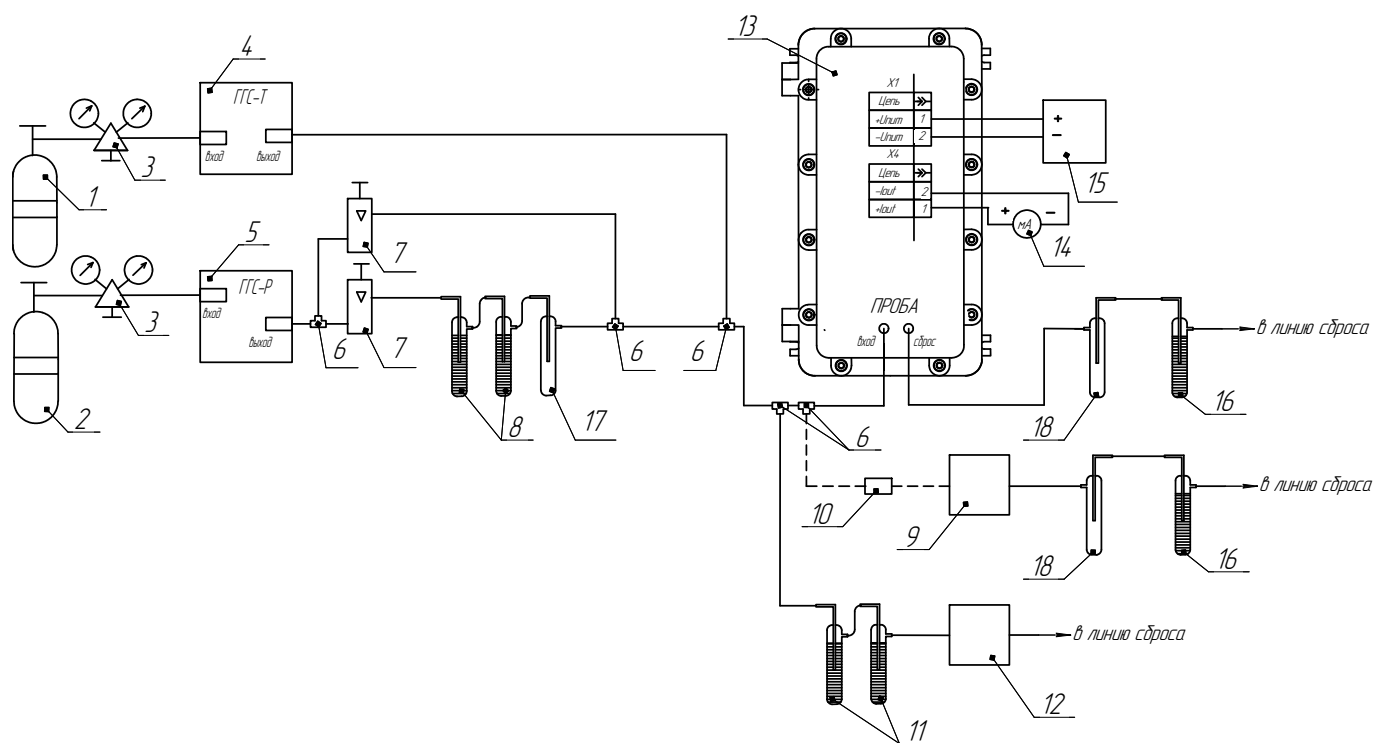 4
ГГС-Т
вход
выход
3
1
5
ГГС-Р
вход
выход
3
2
7
7
6
6
6
8
17
13
X1
Цепь
+Uпит 1
-Uпит 2
X4
Цепь
-Iout 2
+Iout 1
ПРОБА
вход
сброс
+
−
15
+
−
мА
14
в линию сброса
18
16
6
10
9
в линию сброса
18
16
в линию сброса
11
12